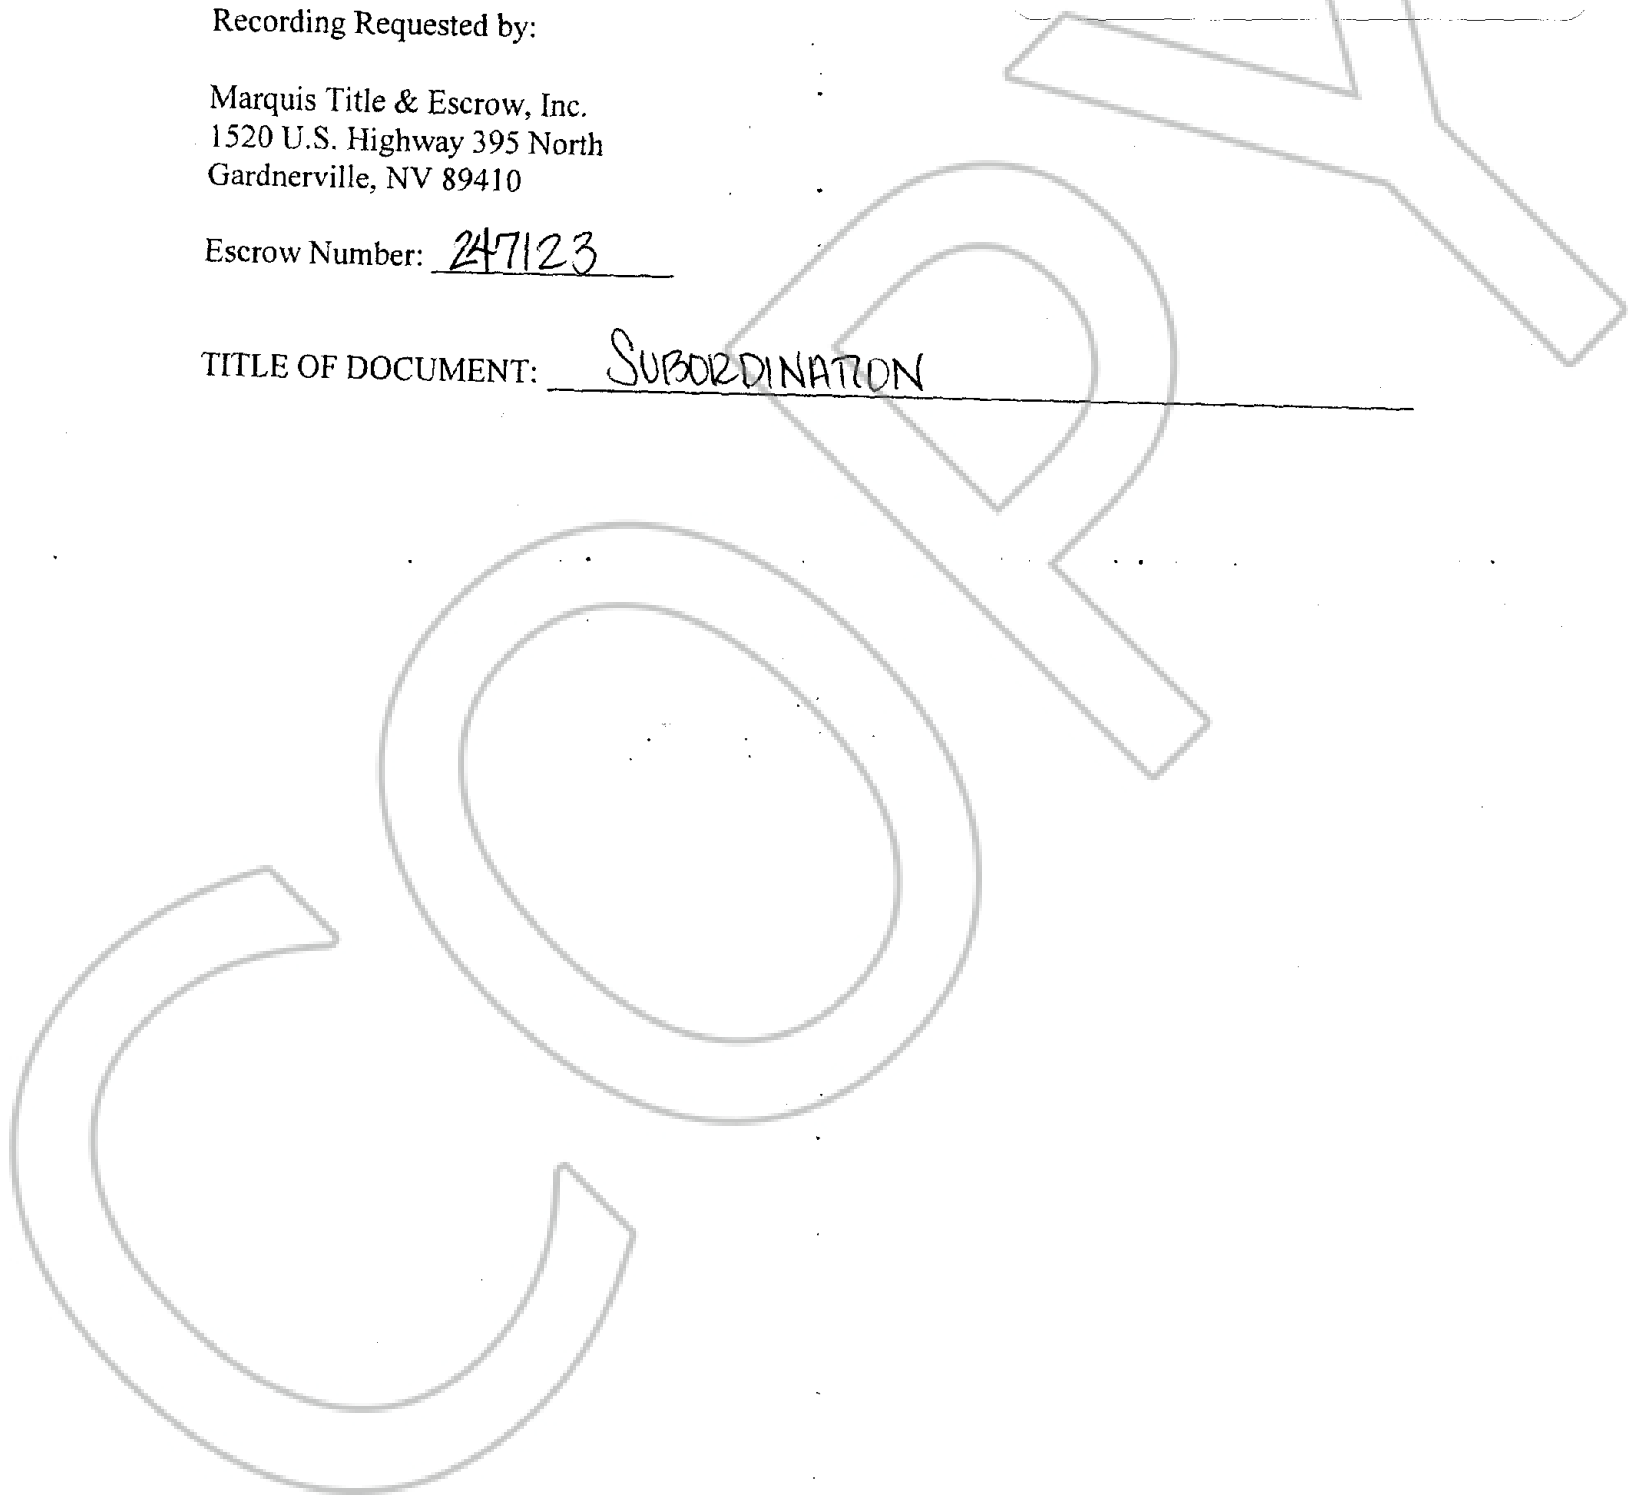 Recording Requested by:
Marquis Title & Escrow, Inc.
1520 U.S. Highway 395 North
Gardnerville, NV 89410
Escrow Number: 247123
TITLE OF DOCUMENT: SUBORDINATION
COPY